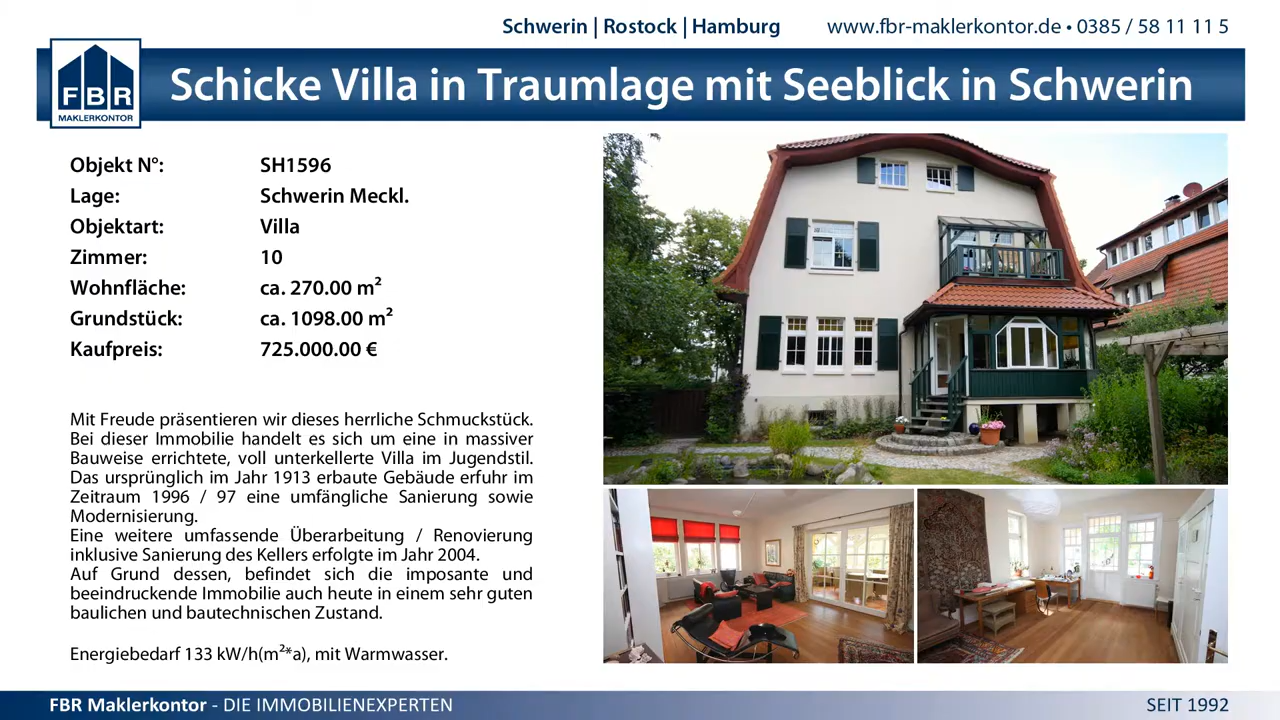 Schwerin | Rostock | Hamburg
www.fbr-maklerkontor.de • 0385 / 58 11 11 5
FBR
MAKLERKONTOR
Schicke Villa in Traumlage mit Seeblick in Schwerin
Objekt N°: SH1596
Lage: Schwerin Meckl.
Objektart: Villa
Zimmer: 10
Wohnfläche: ca. 270.00 m²
Grundstück: ca. 1098.00 m²
Kaufpreis: 725.000.00 €
Mit Freude präsentieren wir dieses herrliche Schmuckstück.
Bei dieser Immobilie handelt es sich um eine in massiver
Bauweise errichtete, voll unterkellerte Villa im Jugendstil.
Das ursprünglich im Jahr 1913 erbaute Gebäude erfuhr im
Zeitraum 1996 / 97 eine umfängliche Sanierung sowie
Modernisierung.
Eine weitere umfassende Überarbeitung / Renovierung
inklusive Sanierung des Kellers erfolgte im Jahr 2004.
Auf Grund dessen, befindet sich die imposante und
beeindruckende Immobilie auch heute in einem sehr guten
baulichen und bautechnischen Zustand.
Energiebedarf 133 kW/h(m²*a), mit Warmwasser.
FBR Maklerkontor - DIE IMMOBILIENEXPERTEN
SEIT 1992